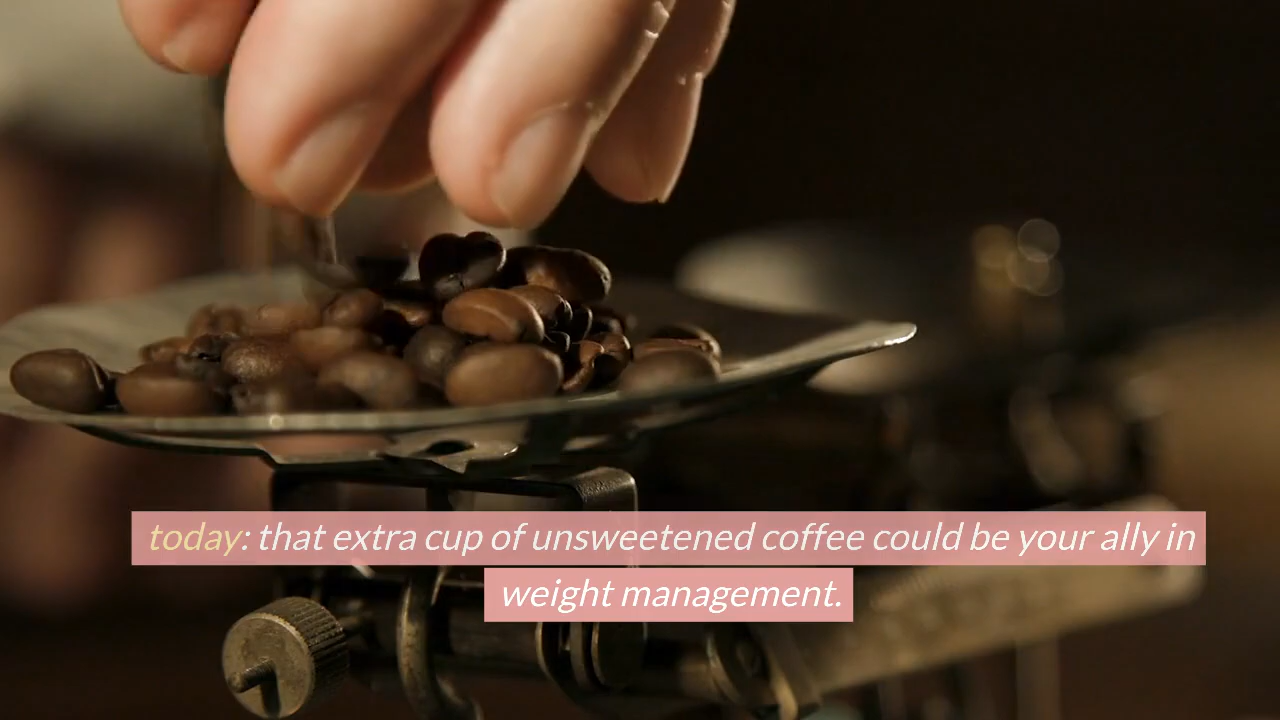 today: that extra cup of unsweetened coffee could be your ally in
weight management.